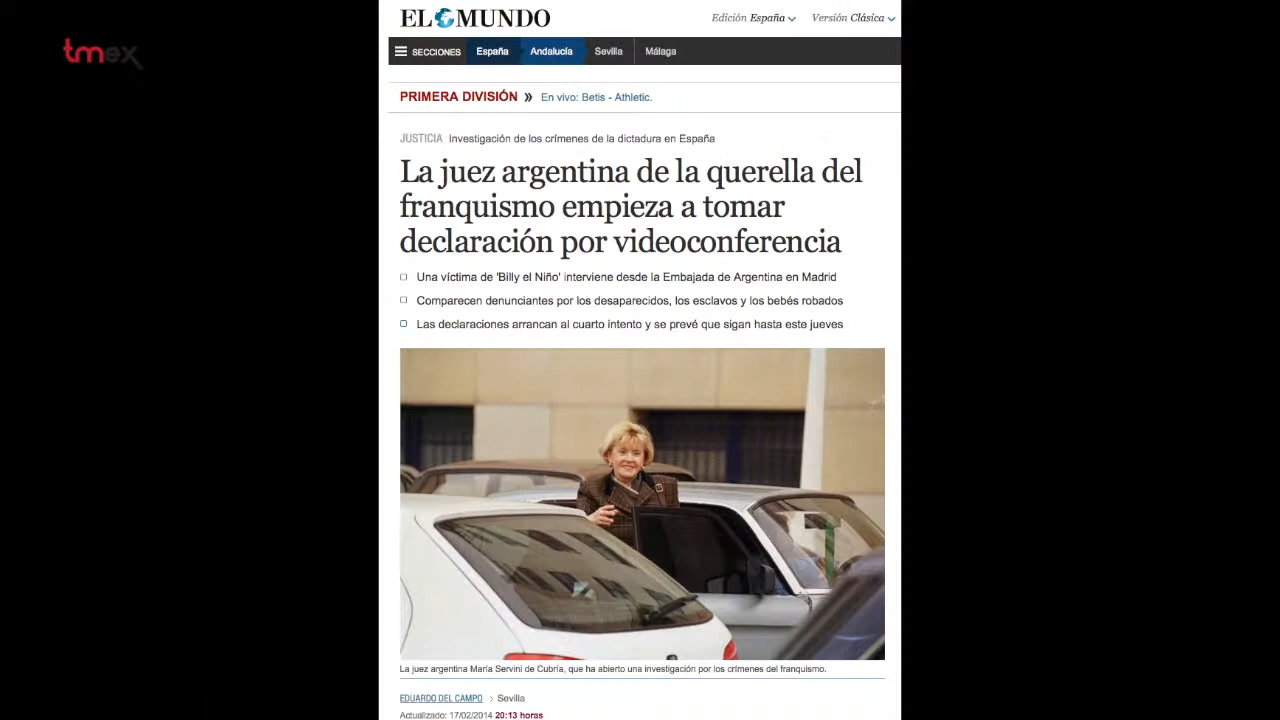 tmex
EL MUNDO
Edición España
Versión Clásica
SECCIONES
España
Andalucía
Sevilla
Málaga
PRIMERA DIVISIÓN » En vivo: Betis - Athletic.
JUSTICIA Investigación de los crímenes de la dictadura en España
La juez argentina de la querella del
franquismo empieza a tomar
declaración por videoconferencia
Una víctima de 'Billy el Niño' interviene desde la Embajada de Argentina en Madrid
Comparecen denunciantes por los desaparecidos, los esclavos y los bebés robados
Las declaraciones arrancan al cuarto intento y se prevé que sigan hasta este jueves
La juez argentina María Servini de Cubría, que ha abierto una investigación por los crímenes del franquismo.
EDUARDO DEL CAMPO > Sevilla
Actualizado: 17/02/2014 20:13 horas